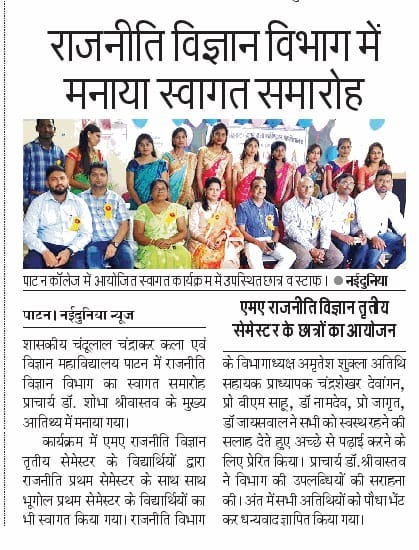 राजनीति विज्ञान विभाग में
मनाया स्वागत समारोह
पाटन कॉलेज में आयोजित स्वागत कार्यक्रम में उपस्थित छात्र व स्टाफ। ● नईदुनिया
पाटन। नईदुनिया न्यूज
शासकीय चंदूलाल चंद्राकर कला एवं
विज्ञान महाविद्यालय पाटन में राजनीति
विज्ञान विभाग का स्वागत समारोह
प्राचार्य डॉ. शोभा श्रीवास्तव के मुख्य
आतिथ्य में मनाया गया।
कार्यक्रम में एमए राजनीति विज्ञान
तृतीय सेमेस्टर के विद्यार्थियों द्वारा
राजनीति प्रथम सेमेस्टर के साथ साथ
भूगोल प्रथम सेमेस्टर के विद्यार्थियों का
भी स्वागत किया गया। राजनीति विभाग
एमए राजनीति विज्ञान तृतीय
सेमेस्टर के छात्रों का आयोजन
के विभागाध्यक्ष अमृतेश शुक्ला अतिथि
सहायक प्राध्यापक चंद्रशेखर देवांगन,
प्रो बीएम साहू, डॉ नामदेव, प्रो जागृत,
डॉ जायसवाल ने सभी को स्वस्थ रहने की
सलाह देते हुए अच्छे से पढ़ाई करने के
लिए प्रेरित किया। प्राचार्य डॉ.श्रीवास्तव
ने विभाग की उपलब्धियों की सराहना
की। अंत में सभी अतिथियों को पौधा भेंट
कर धन्यवाद ज्ञापित किया गया।